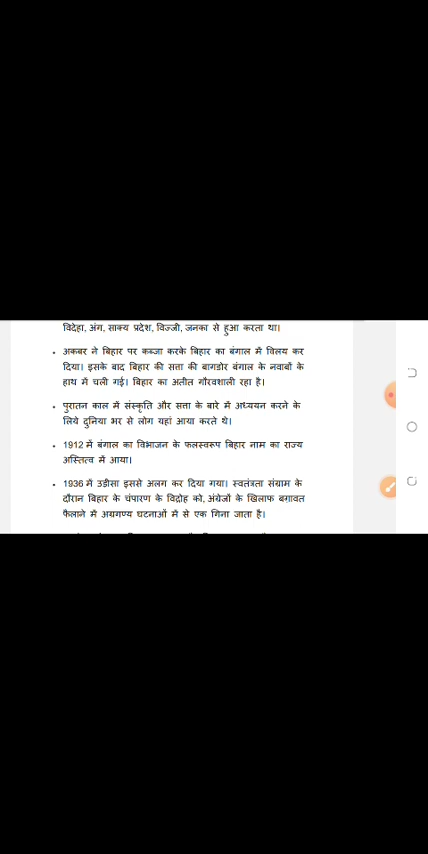 विदेहा, अंग, साक्य प्रदेश, विज्जी, जनका से हुआ करता था।
• अकबर ने बिहार पर कब्जा करके बिहार का बंगाल में विलय कर
दिया। इसके बाद बिहार की सत्ता की बागडोर बंगाल के नवाबों के
हाथ में चली गई। बिहार का अतीत गौरवशाली रहा है।
• पुरातन काल में संस्कृति और सत्ता के बारे में अध्ययन करने के
लिये दुनिया भर से लोग यहां आया करते थे।
• 1912 में बंगाल का विभाजन के फलस्वरूप बिहार नाम का राज्य
अस्तित्व में आया।
• 1936 में उड़ीसा इससे अलग कर दिया गया। स्वतंत्रता संग्राम के
दौरान बिहार के चंपारण के विद्रोह को, अंग्रेजों के खिलाफ बग़ावत
फैलाने में अग्रगण्य घटनाओं में से एक गिना जाता है।